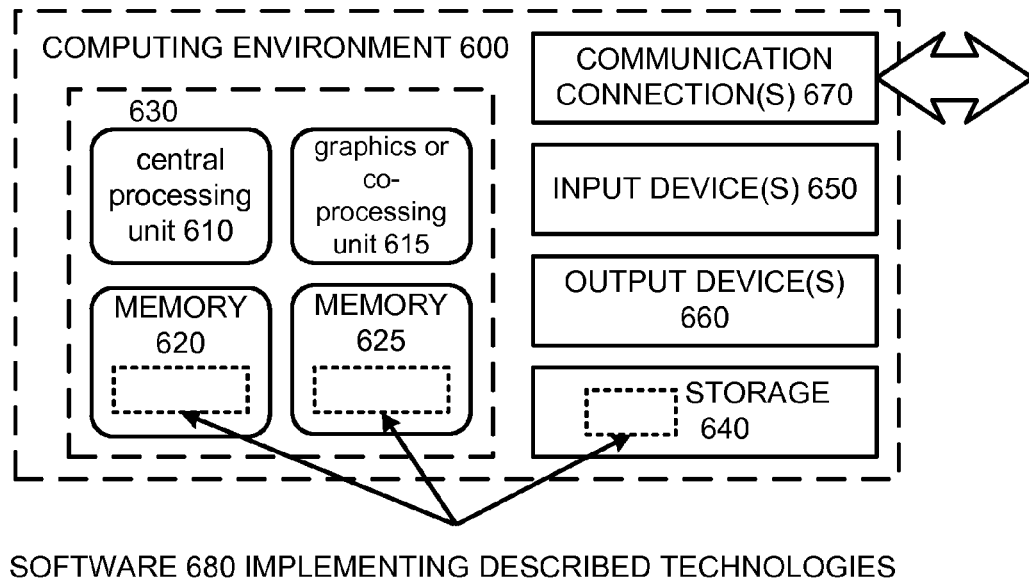 COMPUTING ENVIRONMENT 600
630
central
processing
unit 610
graphics or
co-
processing
unit 615
MEMORY
620
MEMORY
625
COMMUNICATION
CONNECTION(S) 670
INPUT DEVICE(S) 650
OUTPUT DEVICE(S)
660
STORAGE
640
SOFTWARE 680 IMPLEMENTING DESCRIBED TECHNOLOGIES